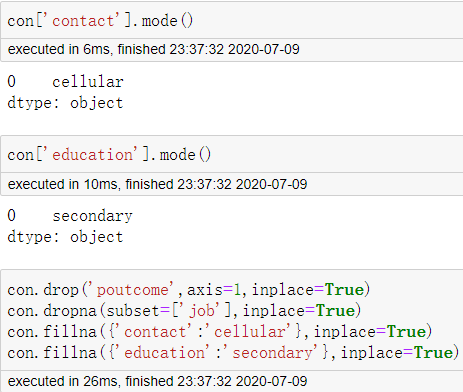 con['contact'].mode()
executed in 6ms, finished 23:37:32 2020-07-09
0    cellular
dtype: object
con['education'].mode()
executed in 10ms, finished 23:37:32 2020-07-09
0    secondary
dtype: object
con.drop('poutcome',axis=1,inplace=True)
con.dropna(subset=['job'],inplace=True)
con.fillna({'contact':'cellular'},inplace=True)
con.fillna({'education':'secondary'},inplace=True)
executed in 26ms, finished 23:37:32 2020-07-09